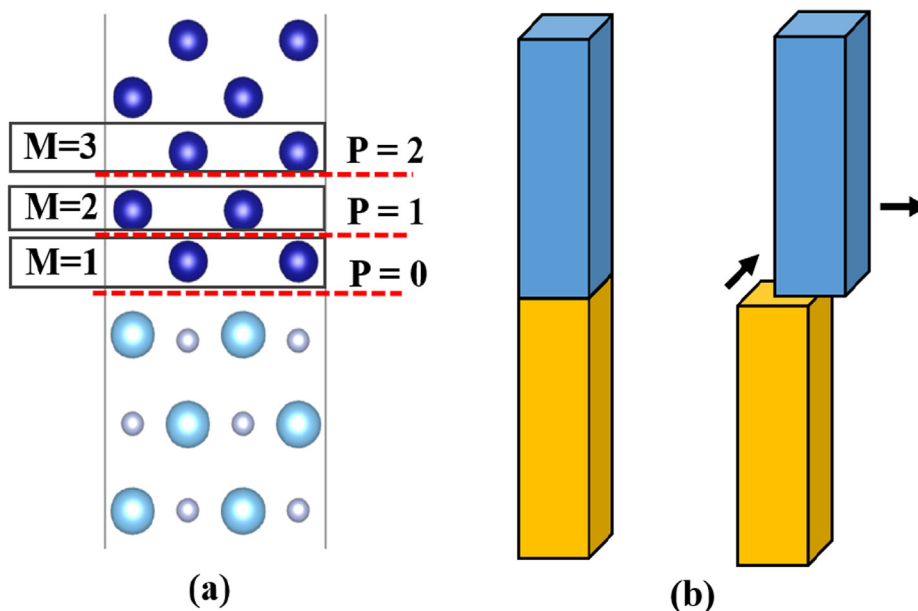 M=3
P = 2
M=2
P = 1
M=1
P = 0
(a)
(b)